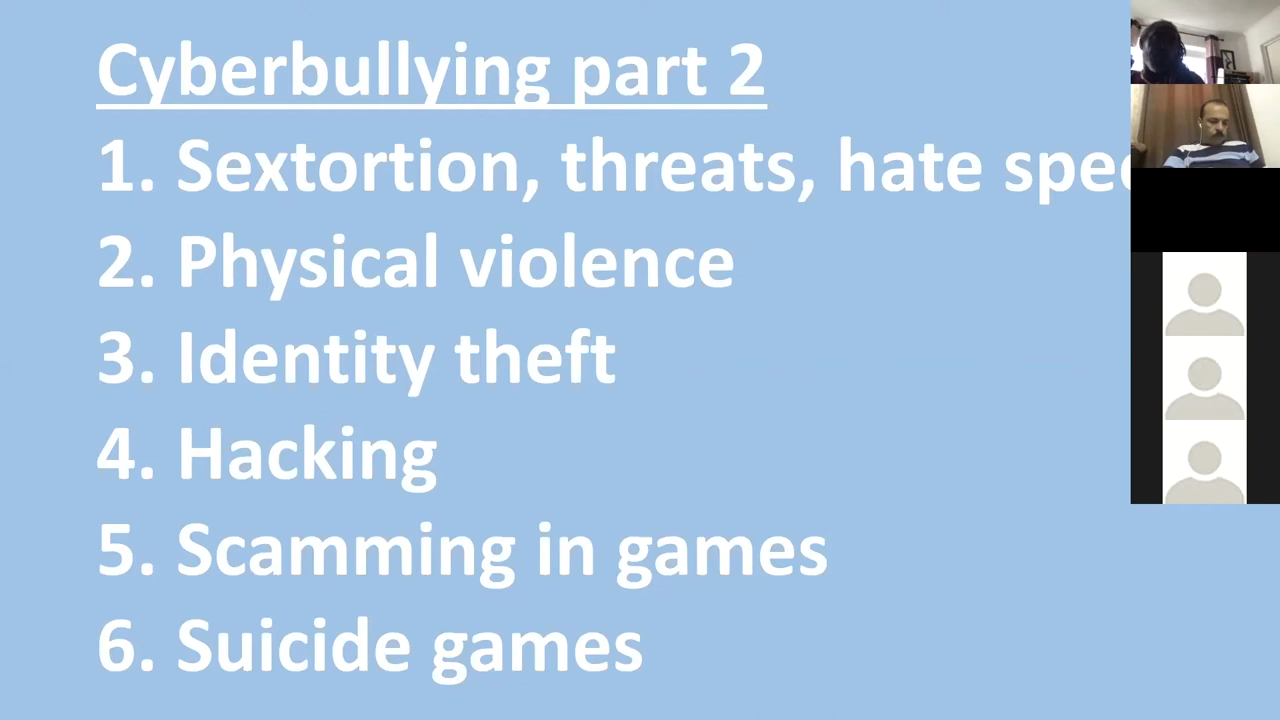 Cyberbullying part 2
1. Sextortion, threats, hate
2. Physical violence
3. Identity theft
4. Hacking
5. Scamming in games
6. Suicide games